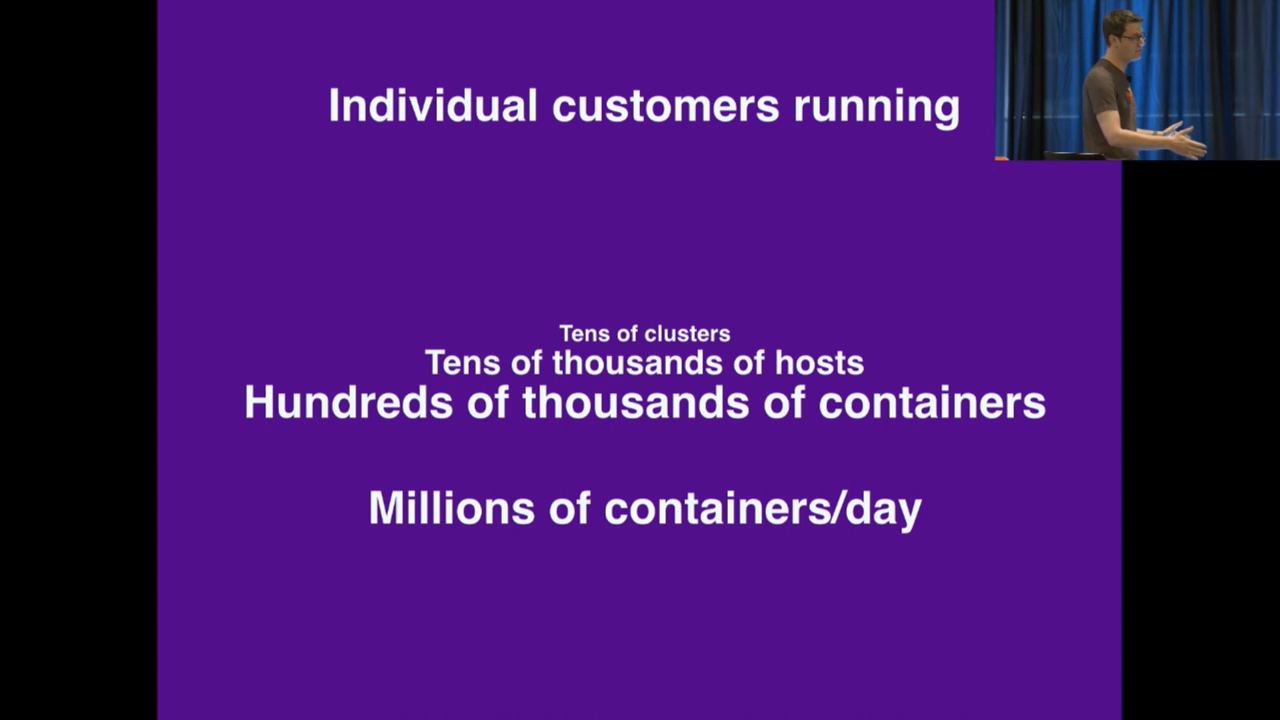 Individual customers running
Tens of clusters
Tens of thousands of hosts
Hundreds of thousands of containers
Millions of containers/day